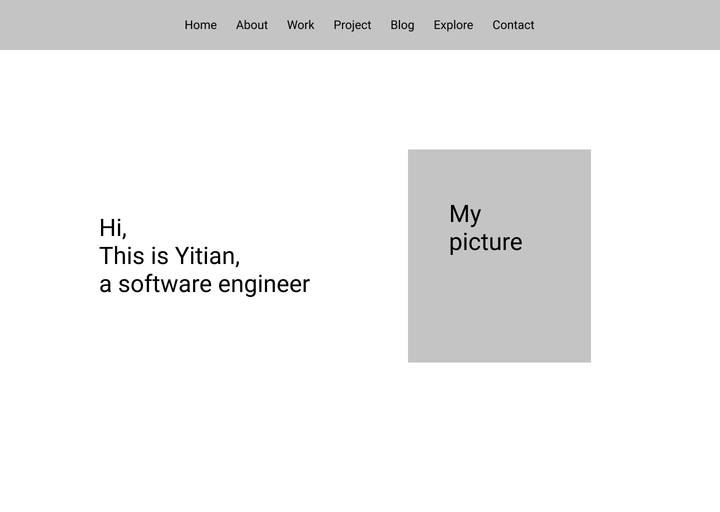 Home About Work Project Blog Explore Contact
Hi,
This is Yitian,
a software engineer
My
picture